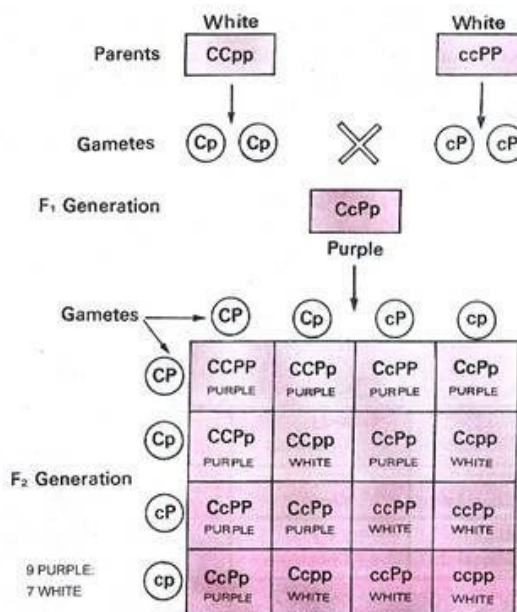 White White
Parents CCpp ccPP
Gametes Cp Cp cP cP
F₁ Generation CcPp
Purple
Gametes CP Cp cP cp
CP CCPP CCPp CcPP CcPp
PURPLE PURPLE PURPLE PURPLE
Cp CCPp CCpp CcPp Ccpp
PURPLE WHITE PURPLE WHITE
F₂ Generation
cP CcPP CcPp ccPP ccPp
PURPLE PURPLE WHITE WHITE
9 PURPLE:
7 WHITE
cp CcPp Ccpp ccPp ccpp
PURPLE WHITE WHITE WHITE